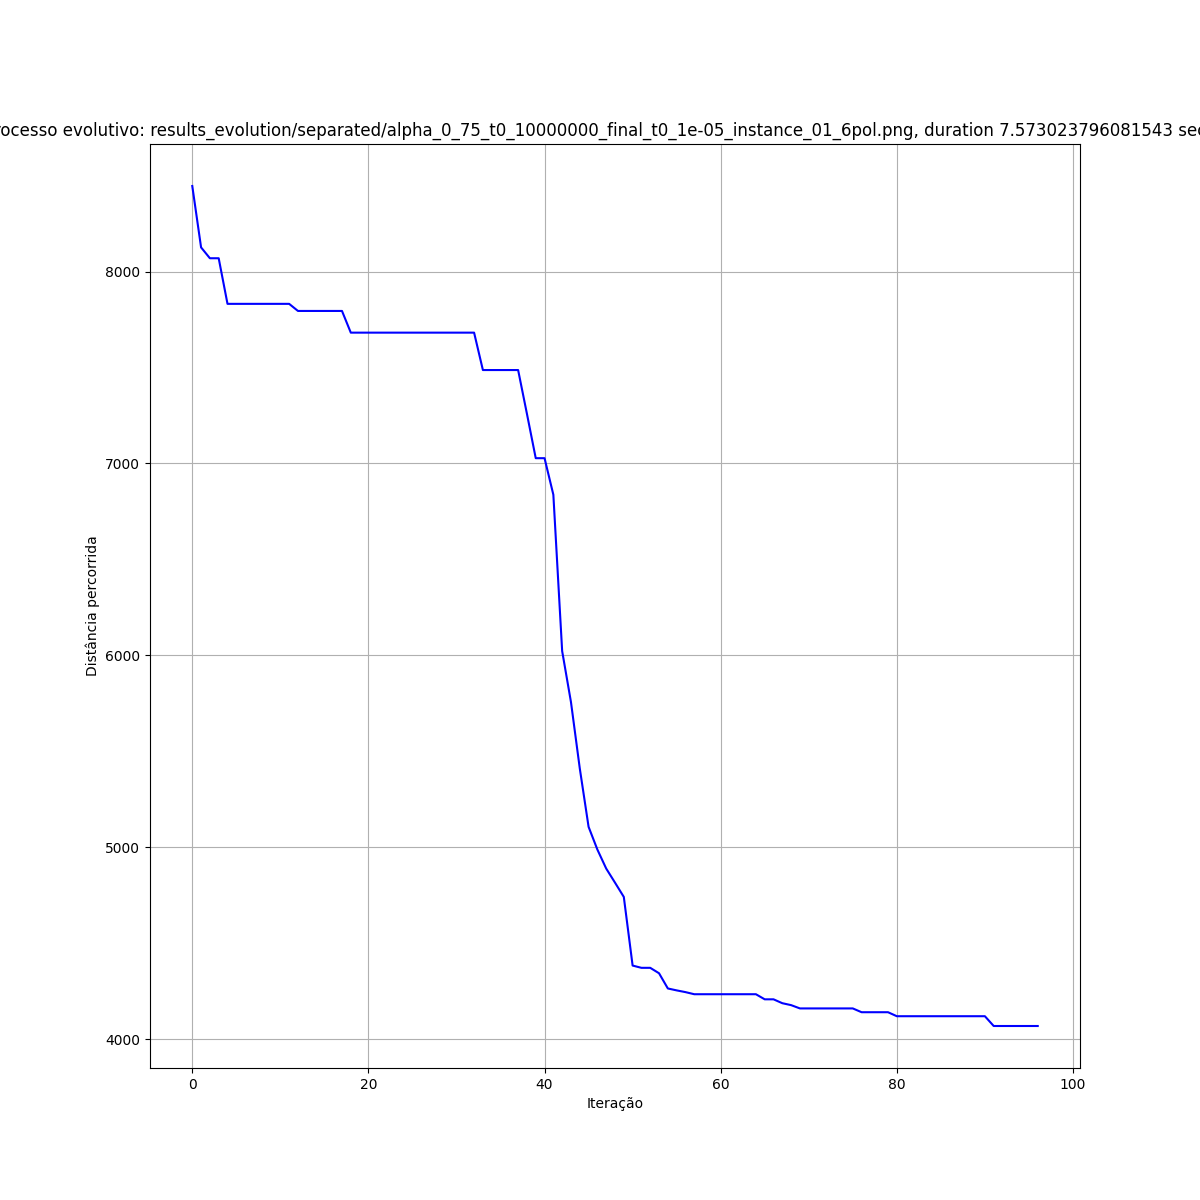 ocesso evolutivo: results_evolution/separated/alpha_0_75_t0_10000000_final_t0_1e-05_instance_01_6pol.png, duration 7.573023796081543 se
8000
7000
6000
5000
4000
Distância percorrida
0 20 40 60 80 100
Iteração